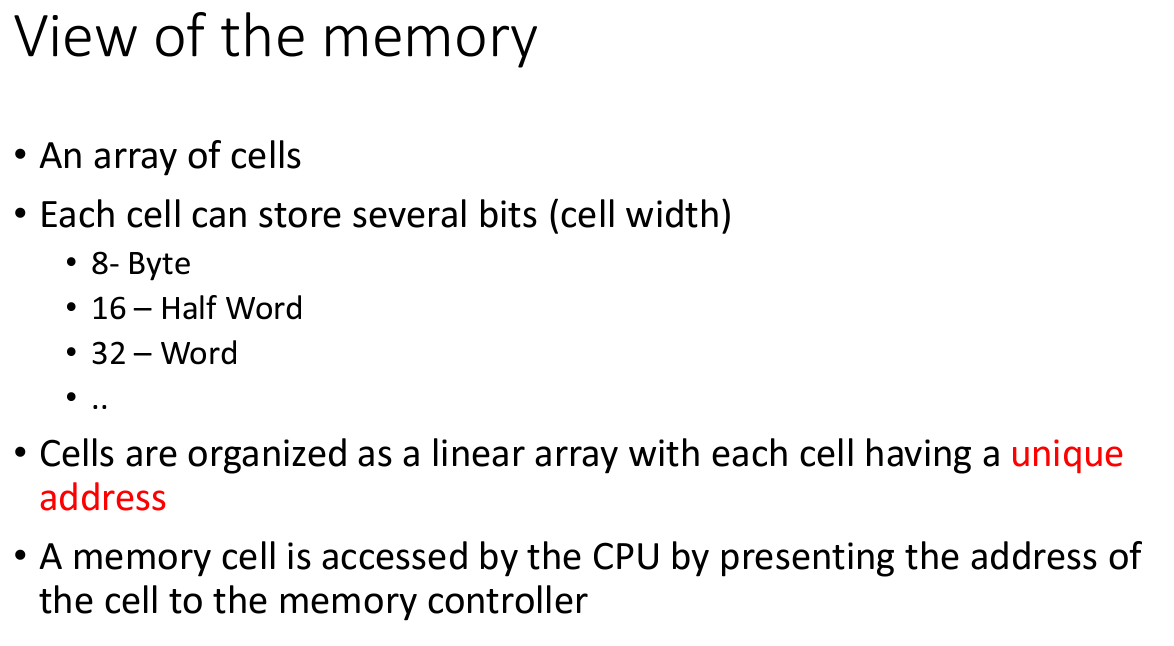 View of the memory
• An array of cells
• Each cell can store several bits (cell width)
• 8- Byte
• 16 – Half Word
• 32 – Word
• ..
• Cells are organized as a linear array with each cell having a unique
address
• A memory cell is accessed by the CPU by presenting the address of
the cell to the memory controller